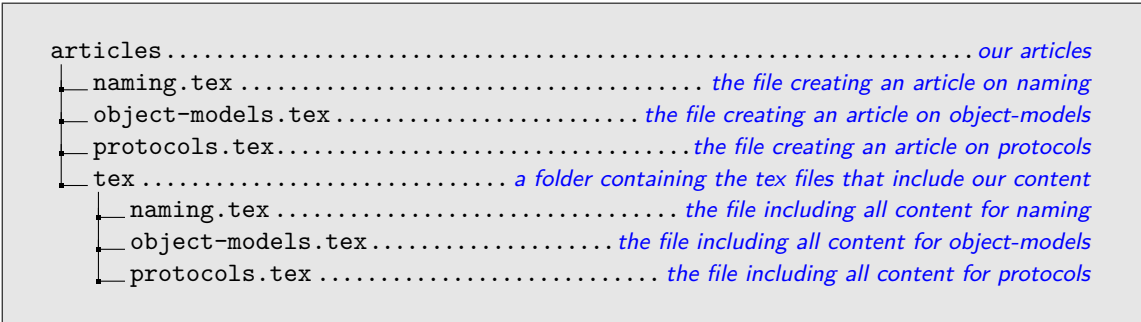 articles......................................................................our articles
naming.tex......................................the file creating an article on naming
object-models.tex..........................the file creating an article on object-models
protocols.tex...................................the file creating an article on protocols
tex...............................a folder containing the tex files that include our content
naming.tex..................................the file including all content for naming
object-models.tex....................the file including all content for object-models
protocols.tex.............................the file including all content for protocols